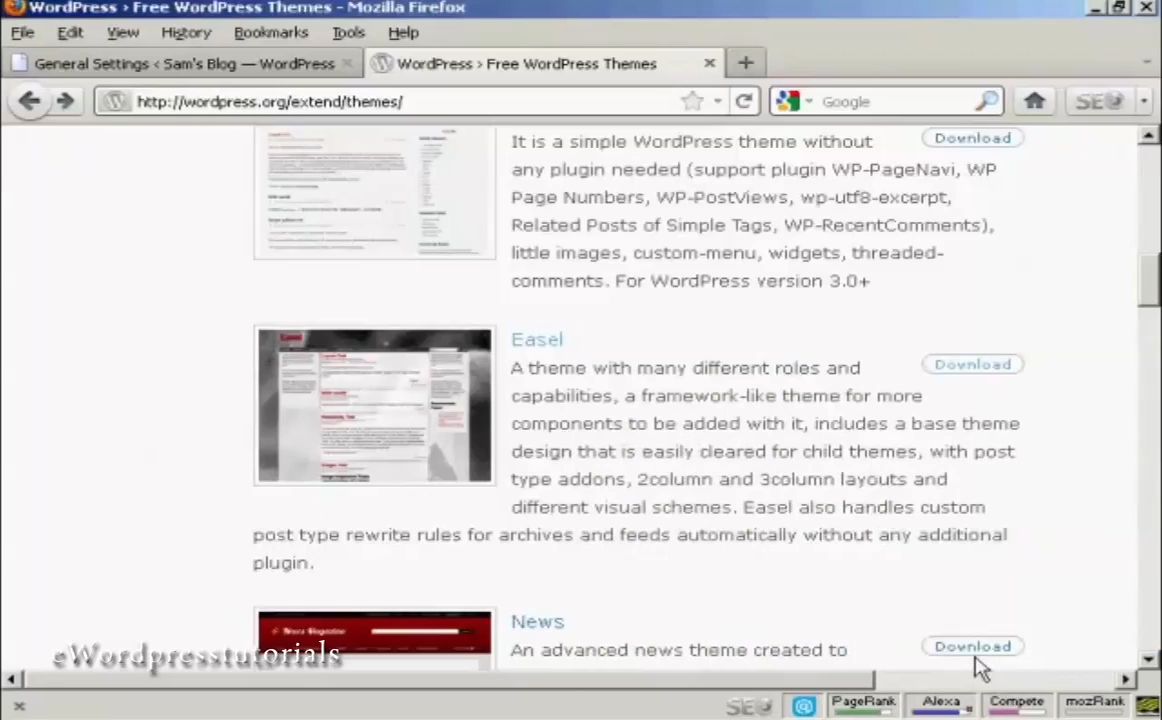 WordPress › Free WordPress Themes - Mozilla Firefox
File Edit View History Bookmarks Tools Help
General Settings ‹ Sam's Blog — WordPress
WordPress › Free WordPress Themes
http://wordpress.org/extend/themes/
Google
SEO
It is a simple WordPress theme without
Download
any plugin needed (support plugin WP-PageNavi, WP
Page Numbers, WP-PostViews, wp-utf8-excerpt,
Related Posts of Simple Tags, WP-RecentComments),
little images, custom-menu, widgets, threaded-
comments. For WordPress version 3.0+
Easel
A theme with many different roles and
Download
capabilities, a framework-like theme for more
components to be added with it, includes a base theme
design that is easily cleared for child themes, with post
type addons, 2column and 3column layouts and
different visual schemes. Easel also handles custom
post type rewrite rules for archives and feeds automatically without any additional
plugin.
News
News Magazine
An advanced news theme created to
Download
eWordpresstutorials
SEO PageRank Alexa Compete mozRank